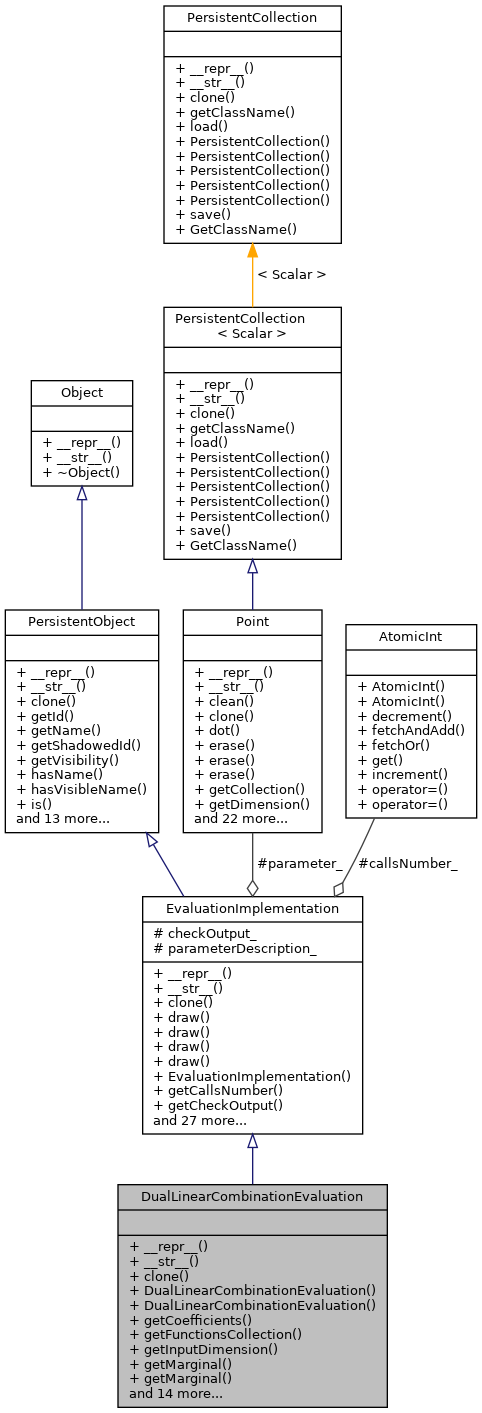 PersistentCollection
+ __repr__()
+ __str__()
+ clone()
+ getClassName()
+ load()
+ PersistentCollection()
+ PersistentCollection()
+ PersistentCollection()
+ PersistentCollection()
+ PersistentCollection()
+ save()
+ GetClassName()
< Scalar >
PersistentCollection
< Scalar >
+ __repr__()
+ __str__()
+ clone()
+ getClassName()
+ load()
+ PersistentCollection()
+ PersistentCollection()
+ PersistentCollection()
+ PersistentCollection()
+ PersistentCollection()
+ save()
+ GetClassName()
Object
+ __repr__()
+ __str__()
+ ~Object()
PersistentObject
+ __repr__()
+ __str__()
+ clone()
+ getId()
+ getName()
+ getShadowedId()
+ getVisibility()
+ hasName()
+ hasVisibleName()
+ is()
and 13 more...
Point
+ __repr__()
+ __str__()
+ clean()
+ clone()
+ dot()
+ erase()
+ erase()
+ erase()
+ getCollection()
+ getDimension()
and 22 more...
AtomicInt
+ AtomicInt()
+ AtomicInt()
+ decrement()
+ fetchAndAdd()
+ fetchOr()
+ get()
+ increment()
+ operator=()
+ operator=()
#parameter_
#callsNumber_
EvaluationImplementation
# checkOutput_
# parameterDescription_
+ __repr__()
+ __str__()
+ clone()
+ draw()
+ draw()
+ draw()
+ draw()
+ EvaluationImplementation()
+ getCallsNumber()
+ getCheckOutput()
and 27 more...
DualLinearCombinationEvaluation
+ __repr__()
+ __str__()
+ clone()
+ DualLinearCombinationEvaluation()
+ DualLinearCombinationEvaluation()
+ getCoefficients()
+ getFunctionsCollection()
+ getInputDimension()
+ getMarginal()
+ getMarginal()
and 14 more...